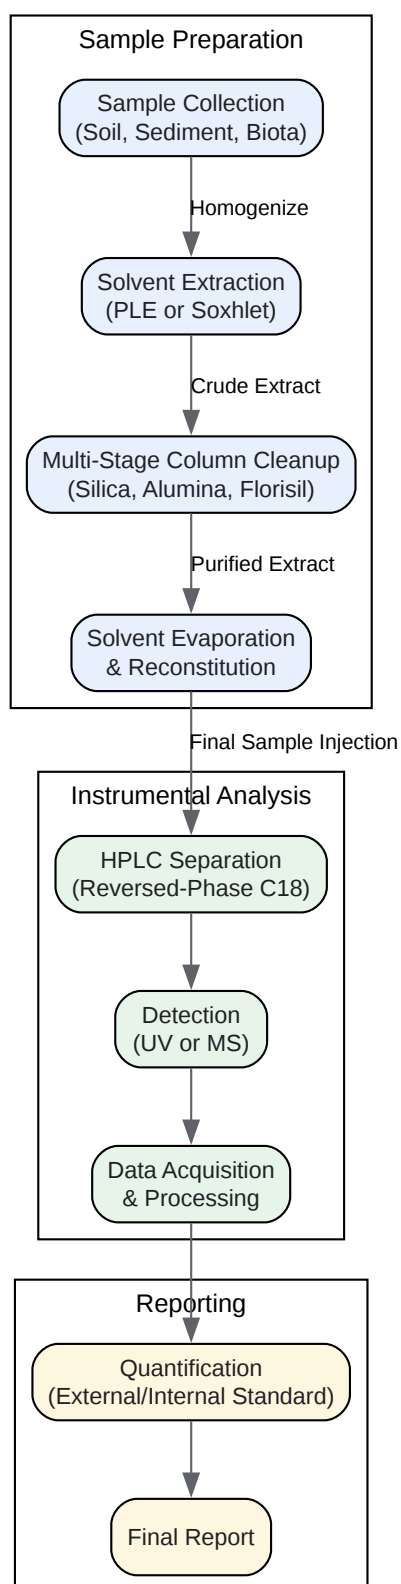 Sample Preparation
Sample Collection
(Soil, Sediment, Biota)
Homogenize
Solvent Extraction
(PLE or Soxhlet)
Crude Extract
Multi-Stage Column Cleanup
(Silica, Alumina, Florisil)
Purified Extract
Solvent Evaporation
& Reconstitution
Final Sample Injection
Instrumental Analysis
HPLC Separation
(Reversed-Phase C18)
Detection
(UV or MS)
Data Acquisition
& Processing
Reporting
Quantification
(External/Internal Standard)
Final Report